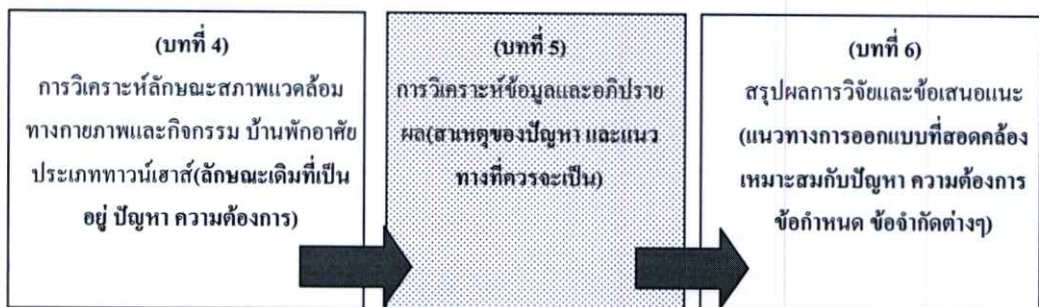 (บทที่ 4)
การวิเคราะห์ลักษณะสภาพแวดล้อม
ทางกายภาพและกิจกรรม บ้านพักอาศัย
ประเภททาวน์เฮาส์(ลักษณะเดิมที่เป็น
อยู่ ปัญหา ความต้องการ)
(บทที่ 5)
การวิเคราะห์ข้อมูลและอภิปราย
ผล(สาเหตุของปัญหา และแนว
ทางที่ควรจะเป็น)
(บทที่ 6)
สรุปผลการวิจัยและข้อเสนอแนะ
(แนวทางการออกแบบที่สอดคล้อง
เหมาะสมกับปัญหา ความต้องการ
ข้อกำหนด ข้อจำกัดต่างๆ)